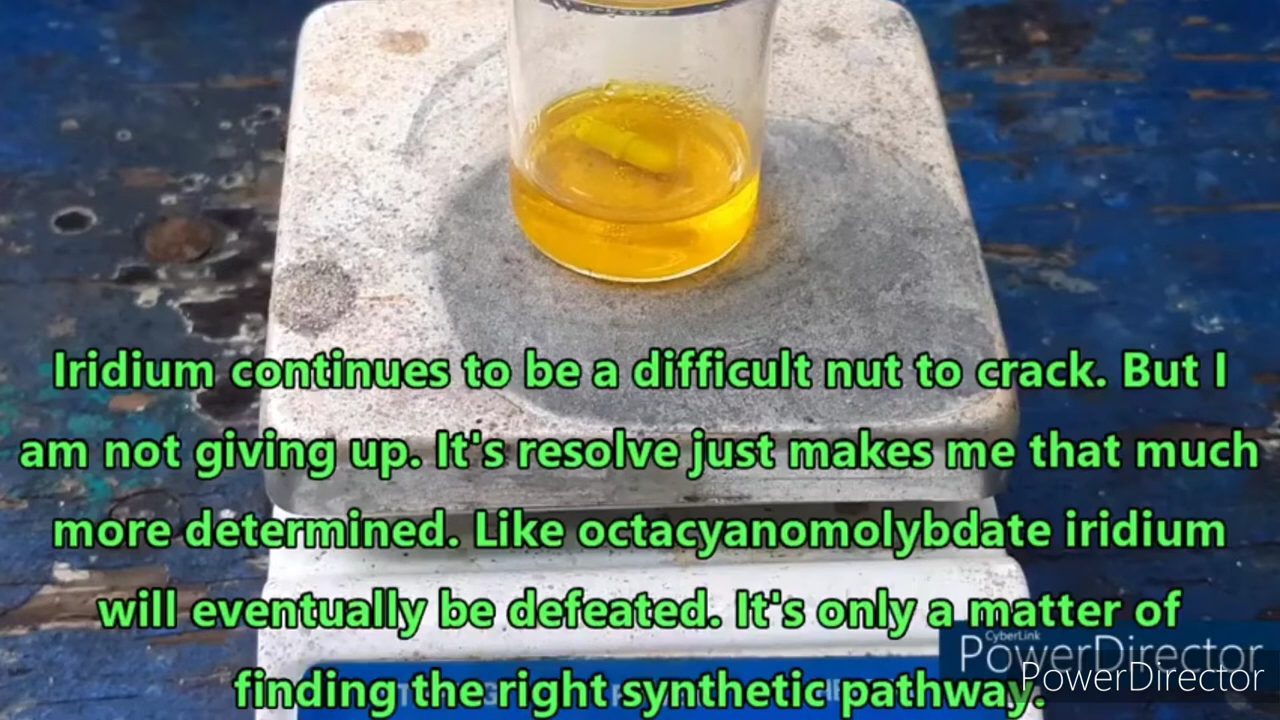 Iridium continues to be a difficult nut to crack. But I
am not giving up. It's resolve just makes me that much
more determined. Like octacyanomolybdate iridium
will eventually be defeated. It's only a matter of
finding the right synthetic pathway.
CyberLink
PowerDirector
PowerDirector